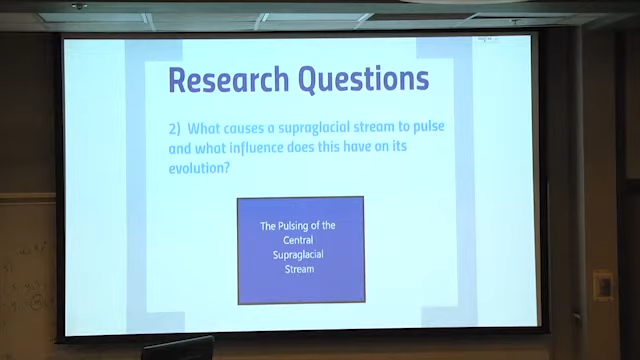 Research Questions
2) What causes a supraglacial stream to pulse
and what influence does this have on its
evolution?
The Pulsing of the
Central
Supraglacial
Stream